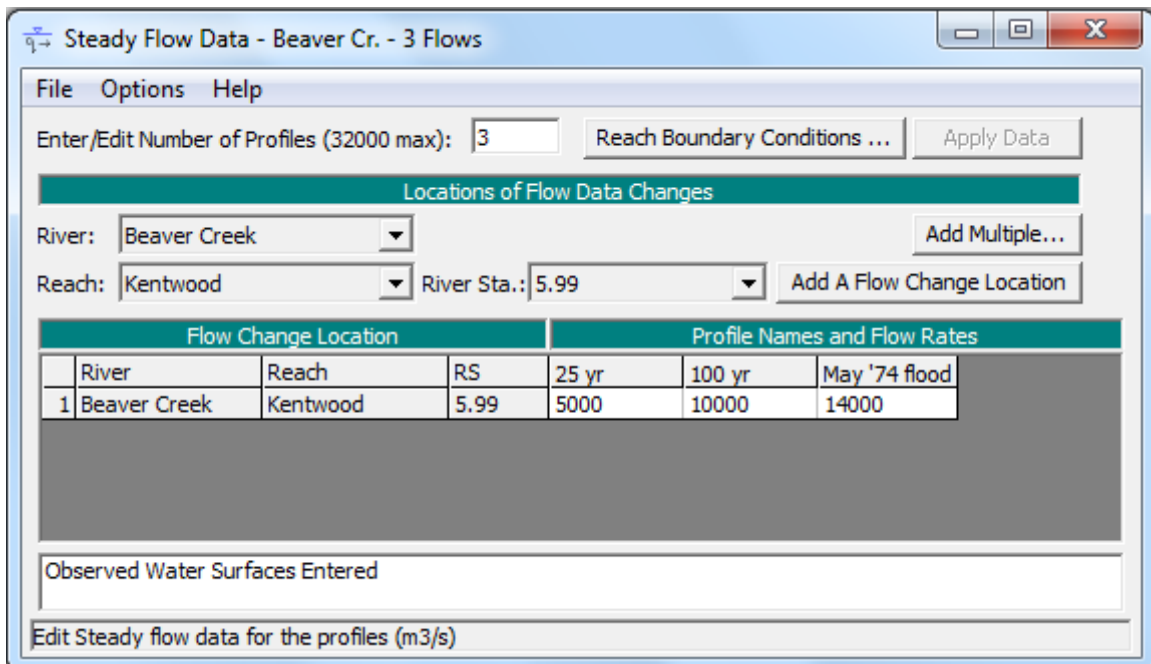 Steady Flow Data - Beaver Cr. - 3 Flows
File Options Help
Enter/Edit Number of Profiles (32000 max): 3 Reach Boundary Conditions ... Apply Data
Locations of Flow Data Changes
River: Beaver Creek Add Multiple...
Reach: Kentwood River Sta.: 5.99 Add A Flow Change Location
Flow Change Location Profile Names and Flow Rates
River Reach RS 25 yr 100 yr May '74 flood
1 Beaver Creek Kentwood 5.99 5000 10000 14000
Observed Water Surfaces Entered
Edit Steady flow data for the profiles (m3/s)